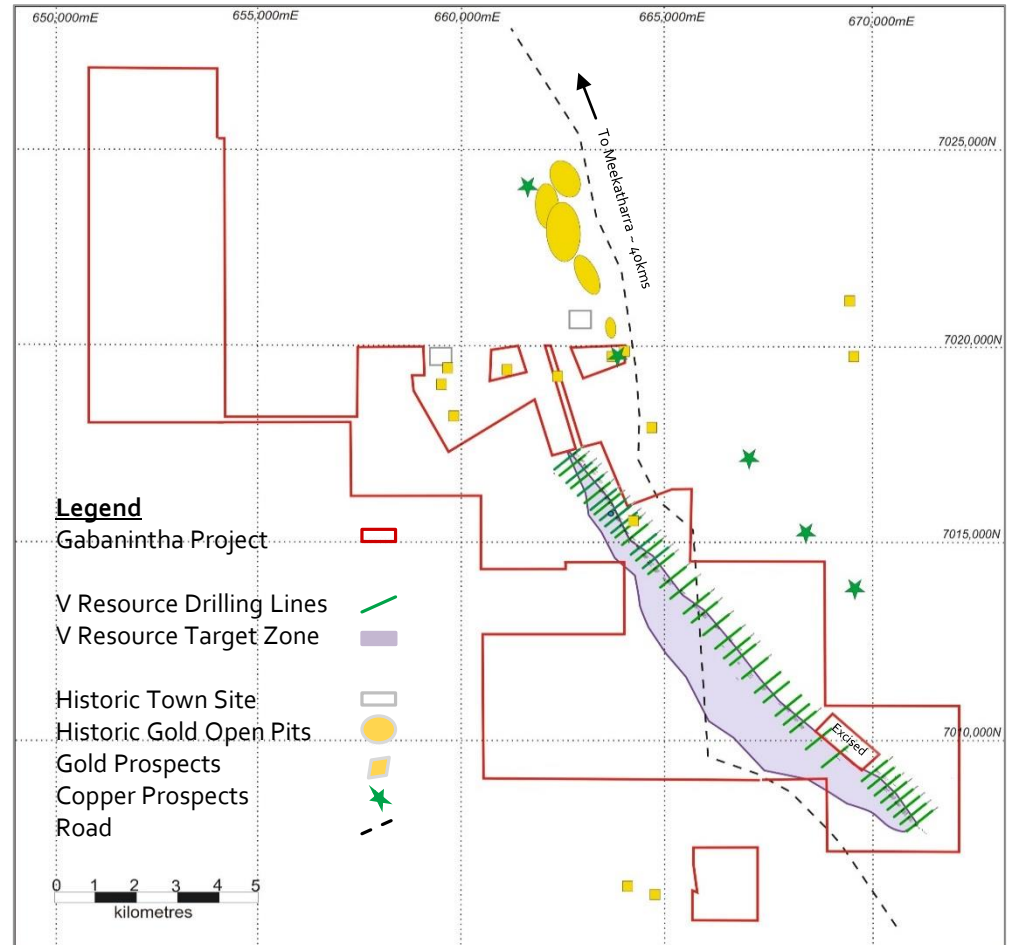 650,000mE
655,000mE
660,000mE
665,000mE
670,000mE
To Meekatharra ~ 40kms
7025,000N
7020,000N
7015,000N
7010,000N
Excised
Legend
Gabanintha Project
V Resource Drilling Lines
V Resource Target Zone
Historic Town Site
Historic Gold Open Pits
Gold Prospects
Copper Prospects
Road
0 1 2 3 4 5
kilometres